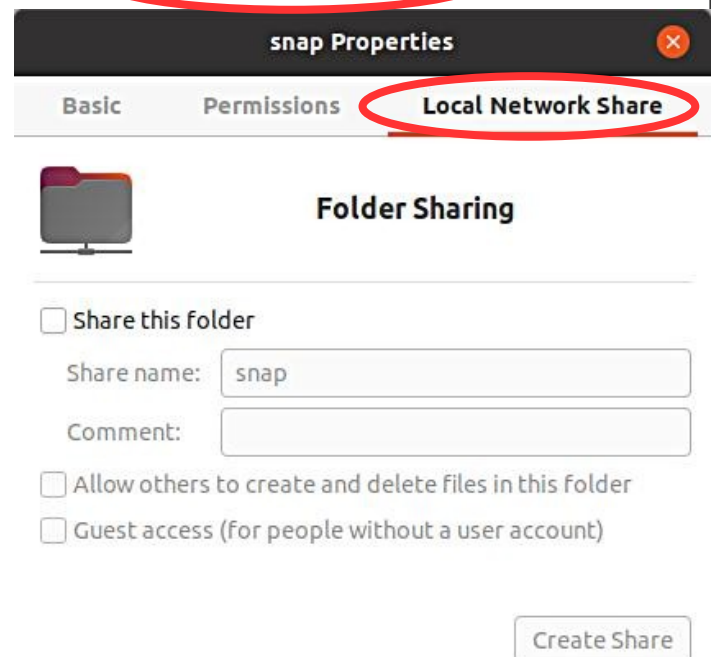 snap Properties
Basic Permissions Local Network Share
Folder Sharing
Share this folder
Share name: snap
Comment:
Allow others to create and delete files in this folder
Guest access (for people without a user account)
Create Share